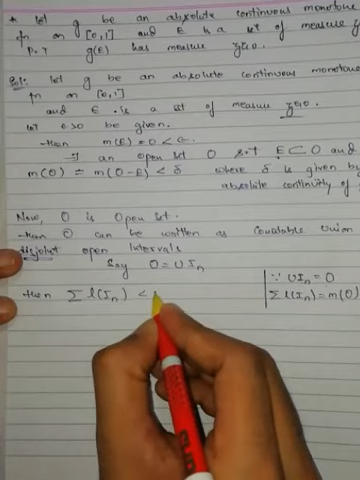 * Let g be an absolute continuous monotone
fn on [0,1] and E is a set of measure
P.T g(E) has measure zero.
Sol: let g be an absolute continuous monotone
fn on [0,1]
and E is a set of measure zero.
let ε>0 be given.
then m(E) = 0 < ε.
∃ an open set O s.t E⊂O and
m(O) = m(O-E) < δ where δ is given by
absolute continuity of
Now, O is open set.
then O can be written as countable union
disjoint open Intervals
Say O = ∪ In
then Σ l(In) <
∵ ∪In = O
Σ l(In) = m(O)